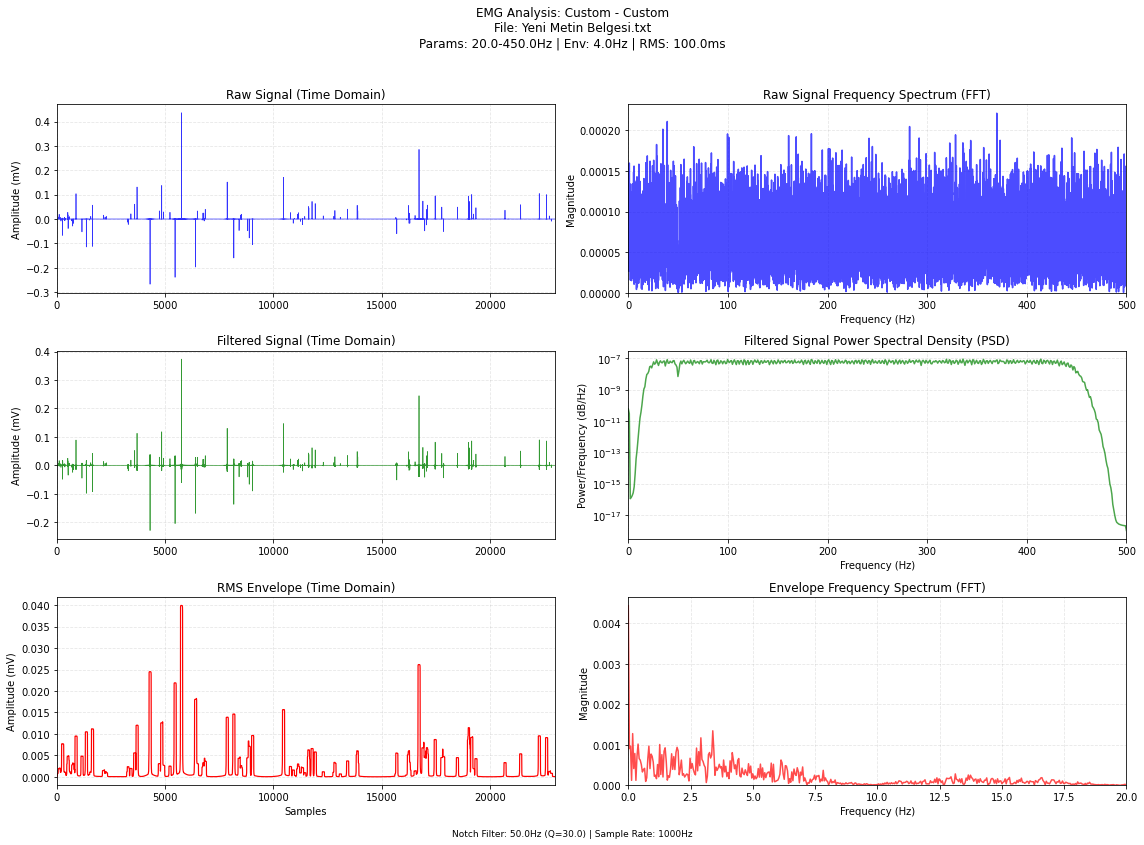 EMG Analysis: Custom - Custom
File: Yeni Metin Belgesi.txt
Params: 20.0-450.0Hz | Env: 4.0Hz | RMS: 100.0ms
Raw Signal (Time Domain)
Amplitude (mV)
0.4
0.3
0.2
0.1
0.0
−0.1
−0.2
−0.3
0 5000 10000 15000 20000
Raw Signal Frequency Spectrum (FFT)
Magnitude
0.00020
0.00015
0.00010
0.00005
0.00000
0 100 200 300 400 500
Frequency (Hz)
Filtered Signal (Time Domain)
Amplitude (mV)
0.4
0.3
0.2
0.1
0.0
−0.1
−0.2
0 5000 10000 15000 20000
Filtered Signal Power Spectral Density (PSD)
Power/Frequency (dB/Hz)
10⁻⁷
10⁻⁹
10⁻¹¹
10⁻¹³
10⁻¹⁵
10⁻¹⁷
0 100 200 300 400 500
Frequency (Hz)
RMS Envelope (Time Domain)
Amplitude (mV)
0.040
0.035
0.030
0.025
0.020
0.015
0.010
0.005
0.000
0 5000 10000 15000 20000
Samples
Envelope Frequency Spectrum (FFT)
Magnitude
0.004
0.003
0.002
0.001
0.000
0.0 2.5 5.0 7.5 10.0 12.5 15.0 17.5 20.0
Frequency (Hz)
Notch Filter: 50.0Hz (Q=30.0) | Sample Rate: 1000Hz